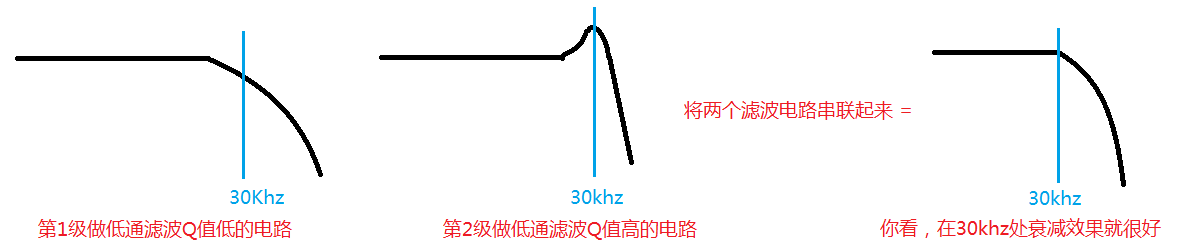 将两个滤波电路串联起来 =
30Khz
30khz
30khz
第1级做低通滤波Q值低的电路
第2级做低通滤波Q值高的电路
你看，在30khz处衰减效果就很好